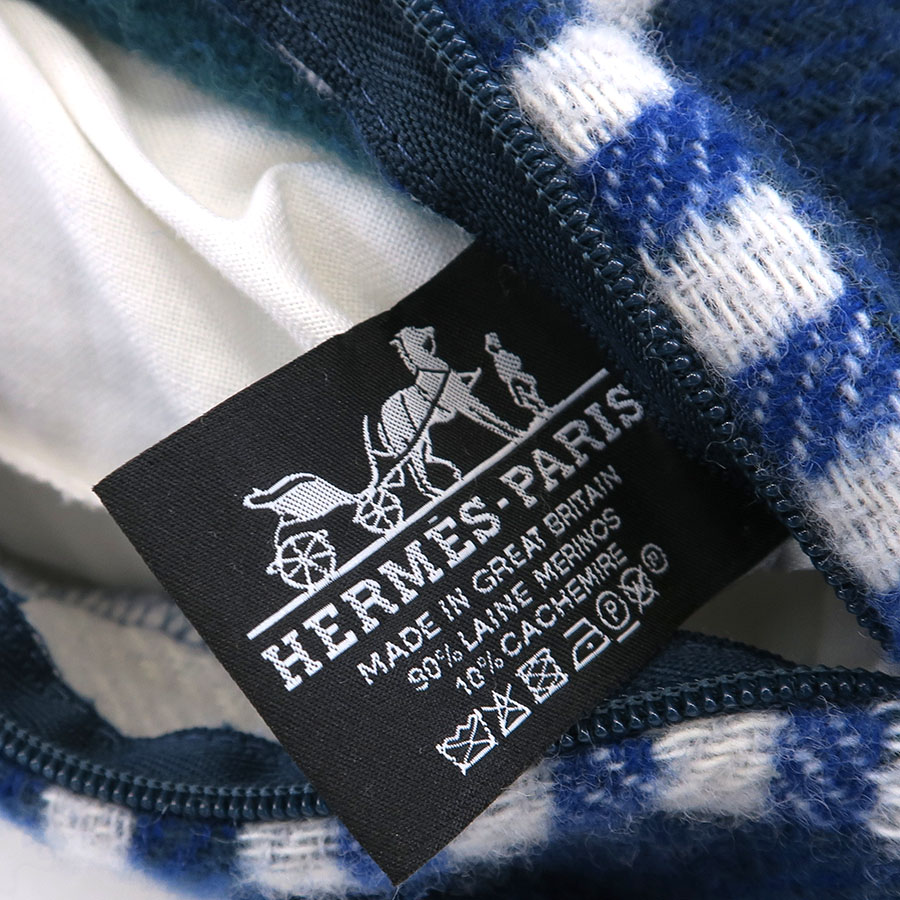 HERMÈS-PARIS
MADE IN GREAT BRITAIN
90% LAINE MERINOS
10% CACHEMIRE
P ®